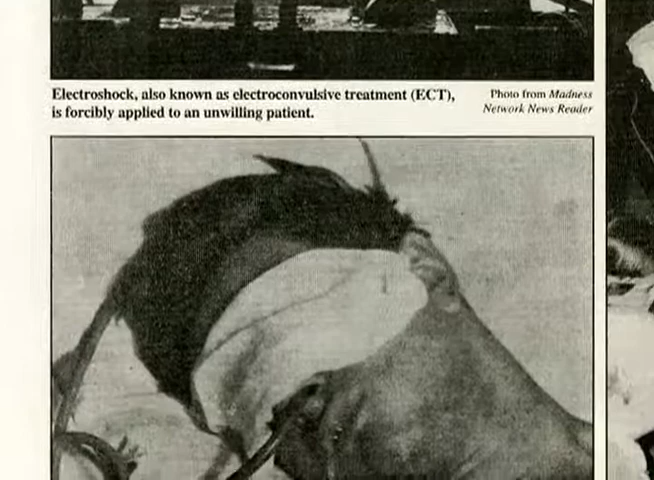 Electroshock, also known as electroconvulsive treatment (ECT),
is forcibly applied to an unwilling patient.
Photo from Madness
Network News Reader